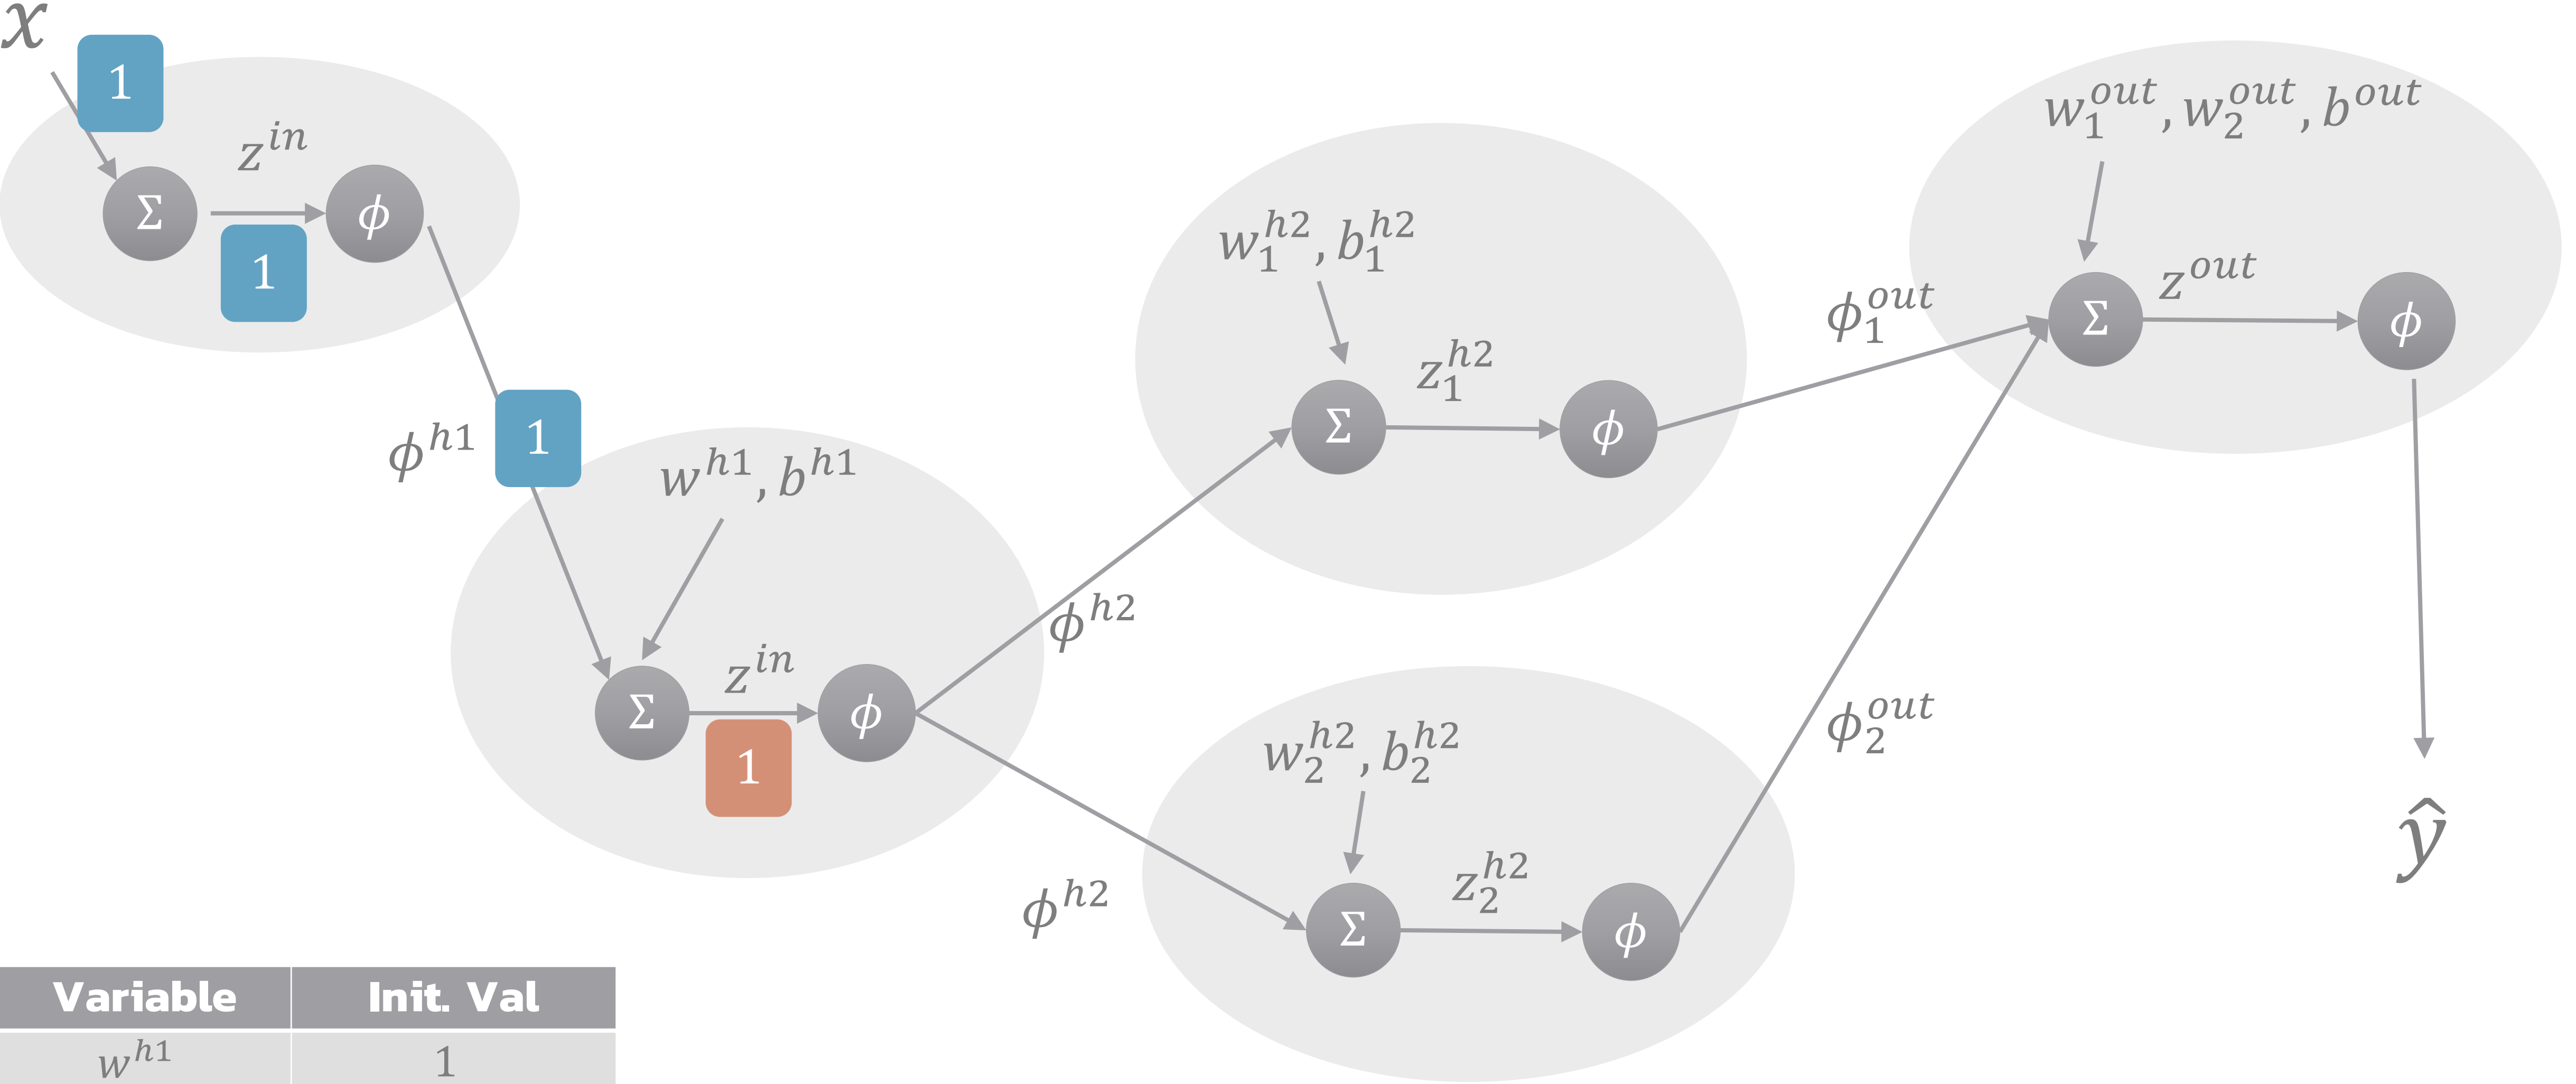 x
1
z^{in}
Σ
ϕ
1
ϕ^{h1}
1
w^{h1}, b^{h1}
z^{in}
Σ
ϕ
1
ϕ^{h2}
ϕ^{h2}
w_1^{h2}, b_1^{h2}
z_1^{h2}
Σ
ϕ
w_2^{h2}, b_2^{h2}
z_2^{h2}
Σ
ϕ
ϕ_1^{out}
ϕ_2^{out}
w_1^{out}, w_2^{out}, b^{out}
z^{out}
Σ
ϕ
ŷ
Variable Init. Val
w^{h1} 1